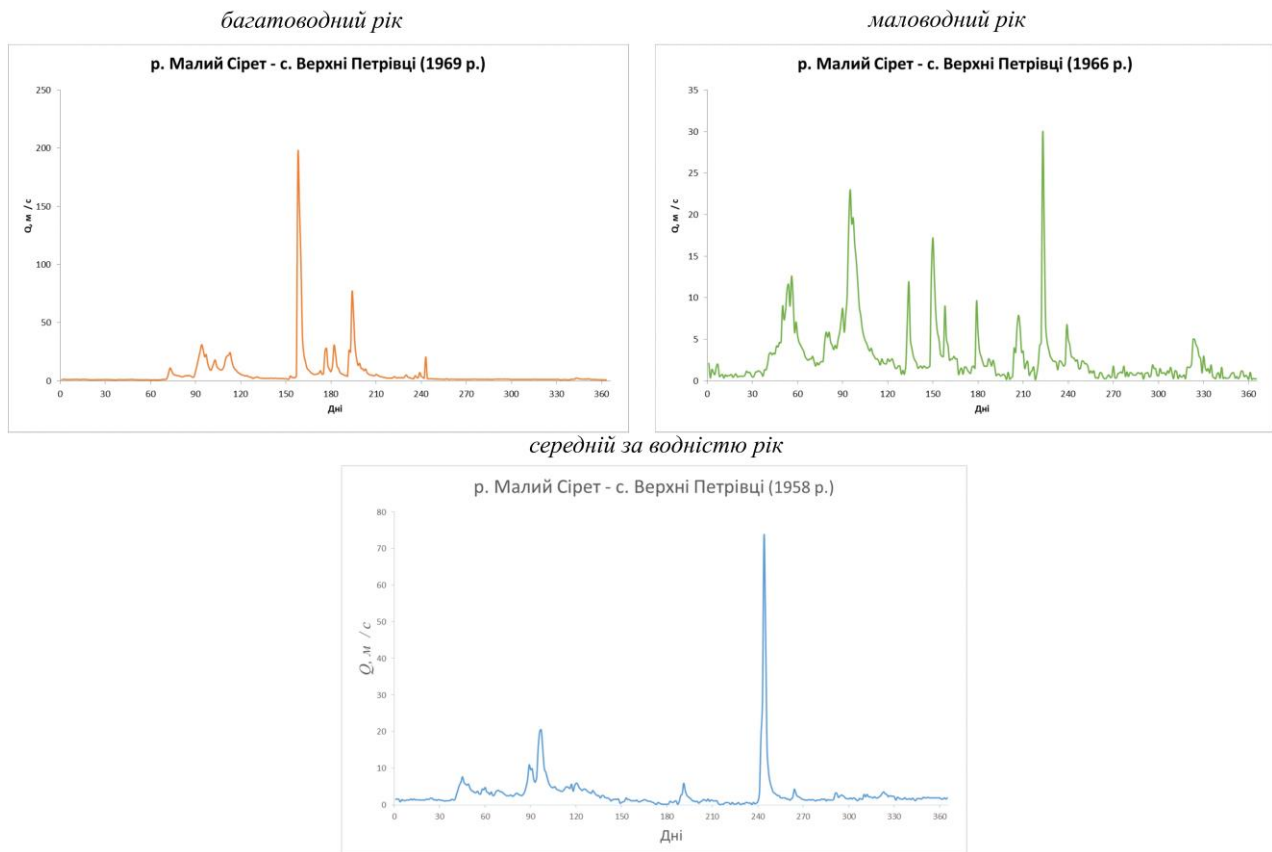 багатоводний рік
маловодний рік
р. Малий Сірет - с. Верхні Петрівці (1969 р.)
250
200
150
100
50
0
Q, м / с
0 30 60 90 120 150 180 210 240 270 300 330 360
Дні
р. Малий Сірет - с. Верхні Петрівці (1966 р.)
35
30
25
20
15
10
5
0
Q, м / с
0 30 60 90 120 150 180 210 240 270 300 330 360
Дні
середній за водністю рік
р. Малий Сірет - с. Верхні Петрівці (1958 р.)
80
70
60
50
40
30
20
10
0
Q, м / с
0 30 60 90 120 150 180 210 240 270 300 330 360
Дні